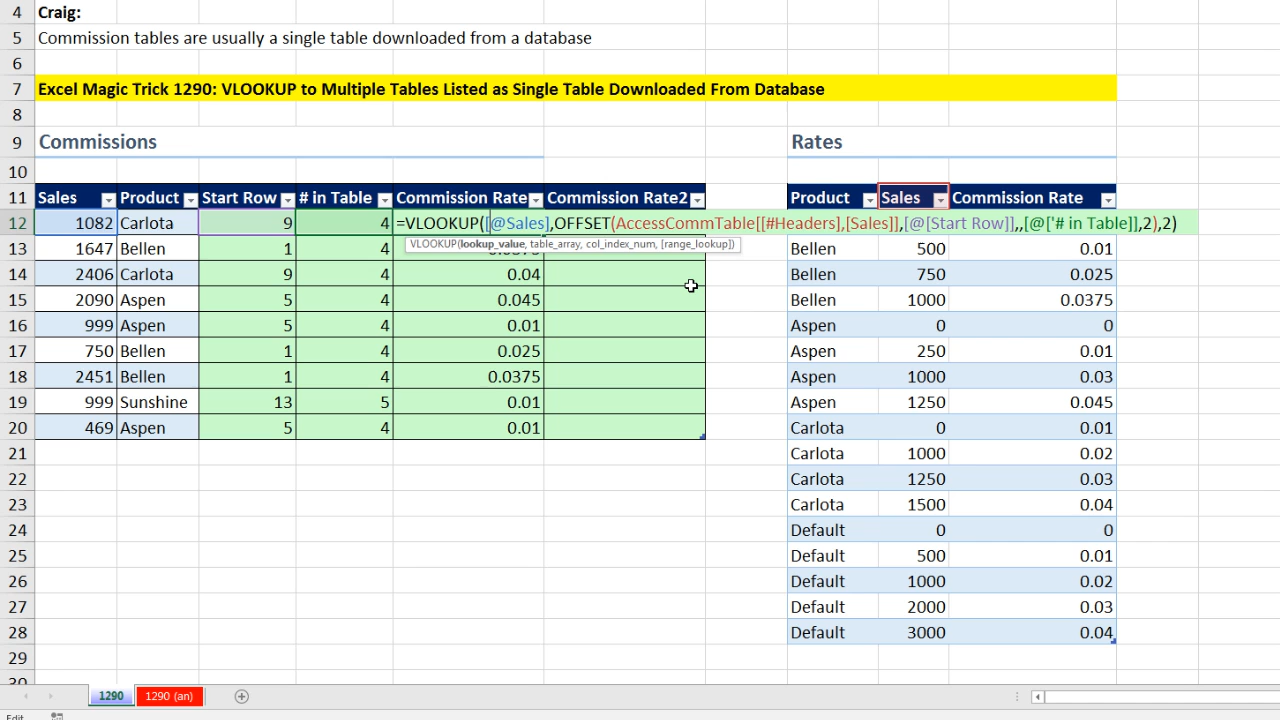 4 Craig:
5 Commission tables are usually a single table downloaded from a database
6
7 Excel Magic Trick 1290: VLOOKUP to Multiple Tables Listed as Single Table Downloaded From Database
8
9 Commissions Rates
10
11 Sales Product Start Row # in Table Commission Rate Commission Rate2 Product Sales Commission Rate
12 1082 Carlota 9 4 =VLOOKUP([@Sales],OFFSET(AccessCommTable[[#Headers],[Sales]],[@[Start Row]],,[@['# in Table]],2),2)
VLOOKUP(lookup_value, table_array, col_index_num, [range_lookup])
13 1647 Bellen 1 4 Bellen 500 0.01
14 2406 Carlota 9 4 0.04 Bellen 750 0.025
15 2090 Aspen 5 4 0.045 Bellen 1000 0.0375
16 999 Aspen 5 4 0.01 Aspen 0 0
17 750 Bellen 1 4 0.025 Aspen 250 0.01
18 2451 Bellen 1 4 0.0375 Aspen 1000 0.03
19 999 Sunshine 13 5 0.01 Aspen 1250 0.045
20 469 Aspen 5 4 0.01 Carlota 0 0.01
21 Carlota 1000 0.02
22 Carlota 1250 0.03
23 Carlota 1500 0.04
24 Default 0 0
25 Default 500 0.01
26 Default 1000 0.02
27 Default 2000 0.03
28 Default 3000 0.04
29
30
1290 1290 (an)
Edit